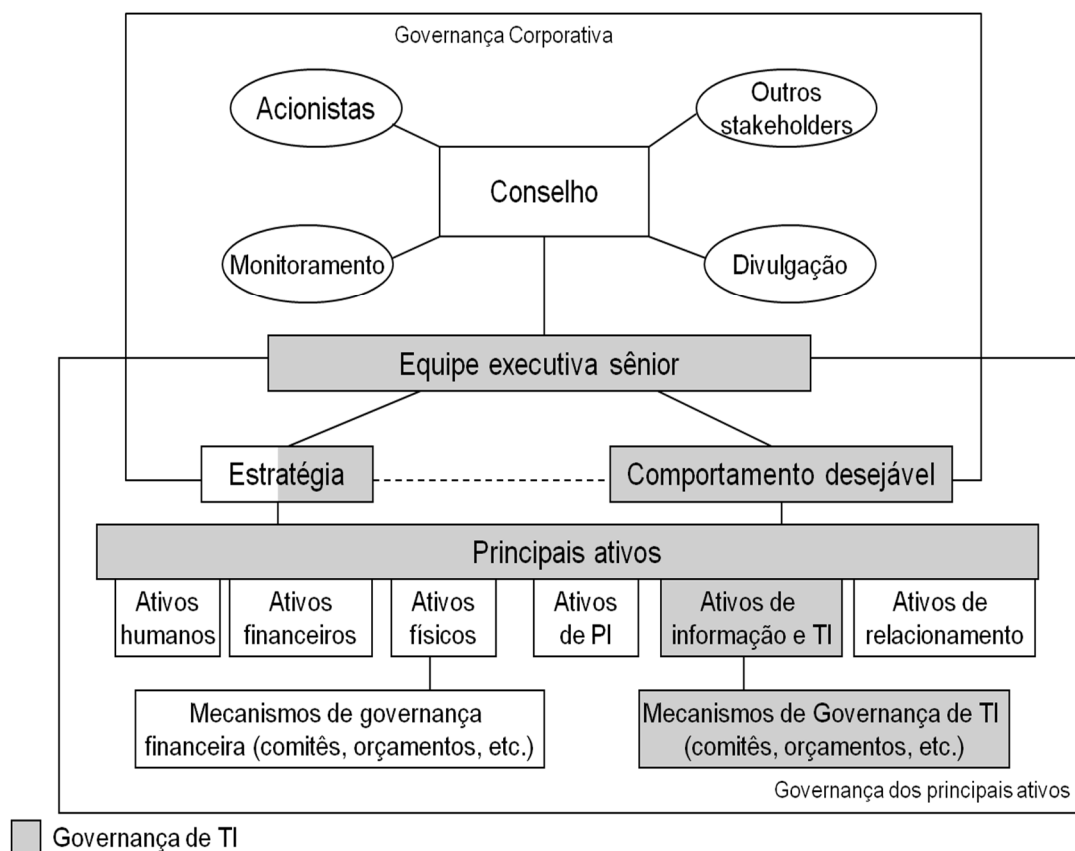 Governança Corporativa
Acionistas
Outros
stakeholders
Conselho
Monitoramento
Divulgação
Equipe executiva sênior
Estratégia
Comportamento desejável
Principais ativos
Ativos
humanos
Ativos
financeiros
Ativos
físicos
Ativos
de PI
Ativos de
informação e TI
Ativos de
relacionamento
Mecanismos de governança
financeira (comitês, orçamentos, etc.)
Mecanismos de Governança de TI
(comitês, orçamentos, etc.)
Governança dos principais ativos
Governança de TI